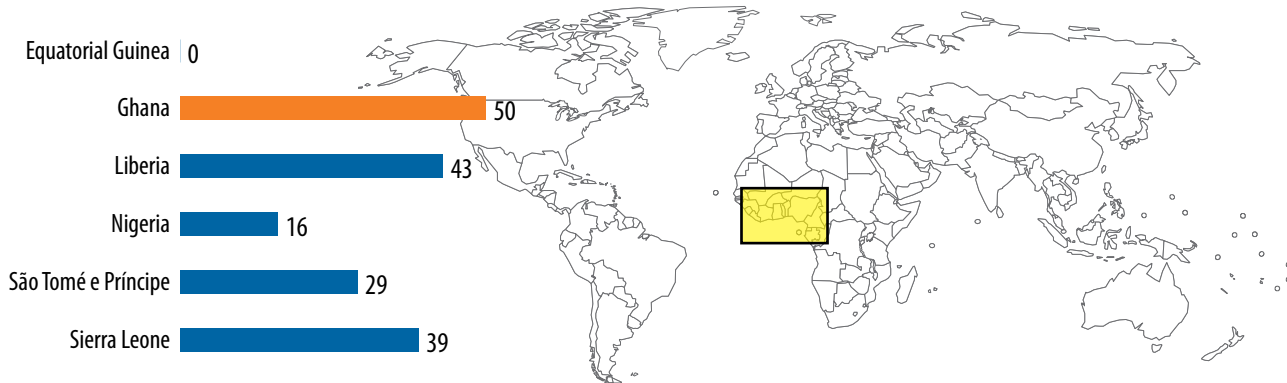 Equatorial Guinea 0
Ghana 50
Liberia 43
Nigeria 16
São Tomé e Príncipe 29
Sierra Leone 39